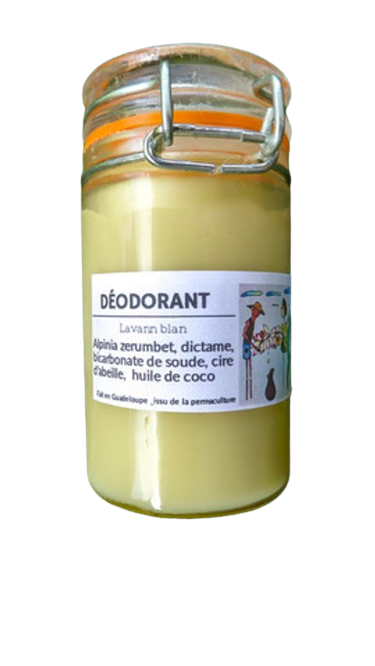 DÉODORANT
Lavann blan
Alpinia zerumbet, dictame,
bicarbonate de soude, cire
d'abeille, huile de coco
Fait en Guadeloupe _issu de la permaculture